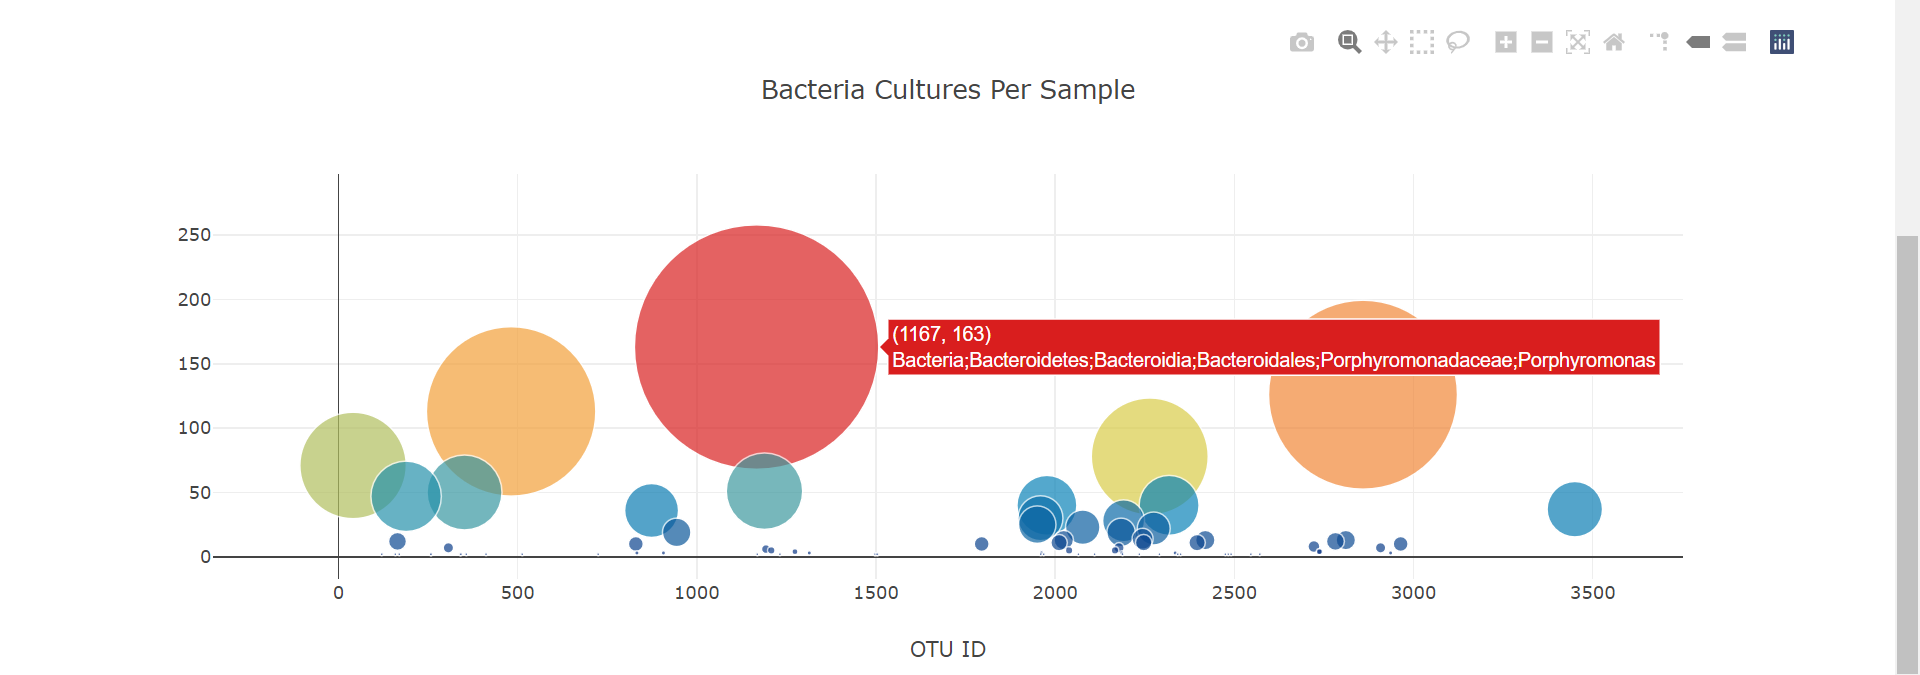 Bacteria Cultures Per Sample
250
200
150
100
50
0
(1167, 163)
Bacteria;Bacteroidetes;Bacteroidia;Bacteroidales;Porphyromonadaceae;Porphyromonas
0 500 1000 1500 2000 2500 3000 3500
OTU ID